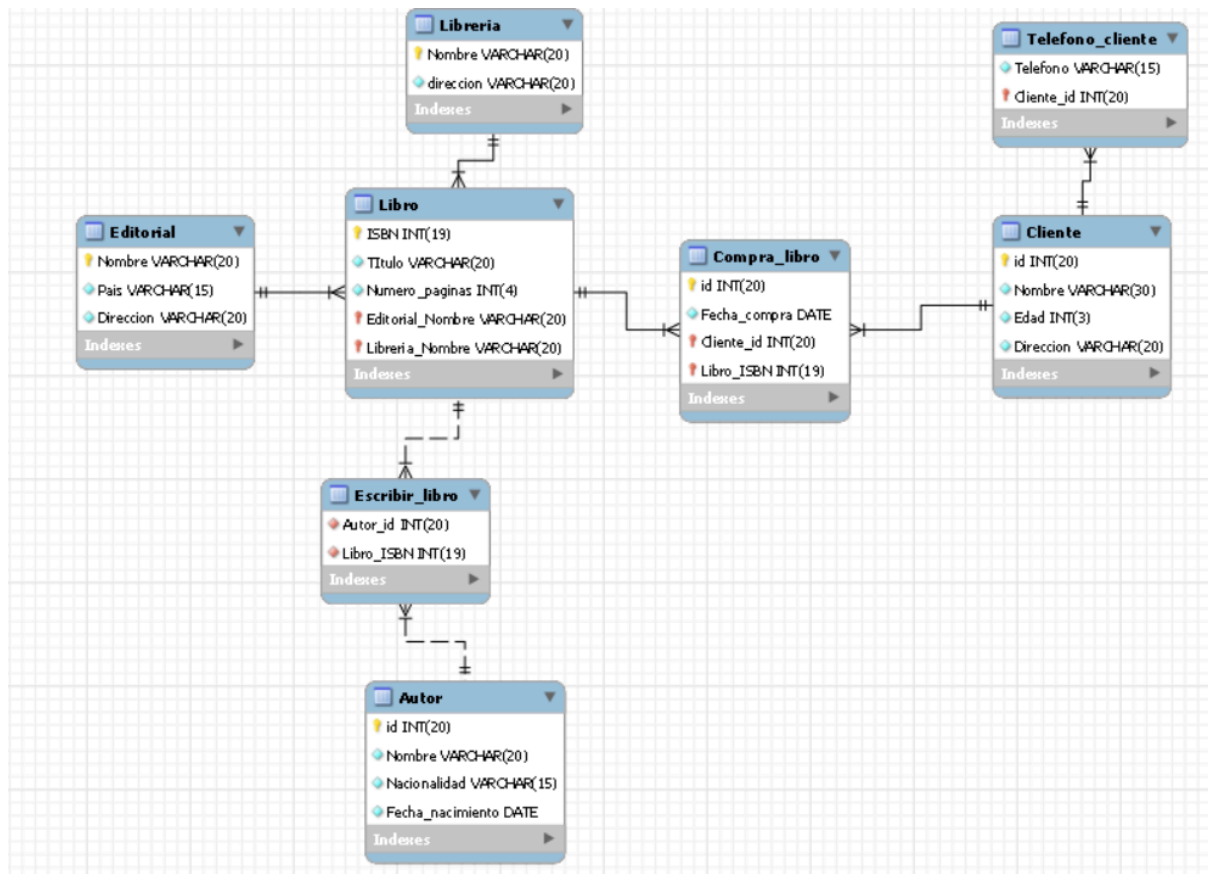 Libreria
Nombre VARCHAR(20)
direccion VARCHAR(20)
Indexes
Telefono_cliente
Telefono VARCHAR(15)
Cliente_id INT(20)
Indexes
Libro
ISBN INT(19)
TItulo VARCHAR(20)
Numero_paginas INT(4)
Editorial_Nombre VARCHAR(20)
Libreria_Nombre VARCHAR(20)
Indexes
Editorial
Nombre VARCHAR(20)
Pais VARCHAR(15)
Direccion VARCHAR(20)
Indexes
Compra_libro
id INT(20)
Fecha_compra DATE
Cliente_id INT(20)
Libro_ISBN INT(19)
Indexes
Cliente
id INT(20)
Nombre VARCHAR(30)
Edad INT(3)
Direccion VARCHAR(20)
Indexes
Escribir_libro
Autor_id INT(20)
Libro_ISBN INT(19)
Indexes
Autor
id INT(20)
Nombre VARCHAR(20)
Nacionalidad VARCHAR(15)
Fecha_nacimiento DATE
Indexes